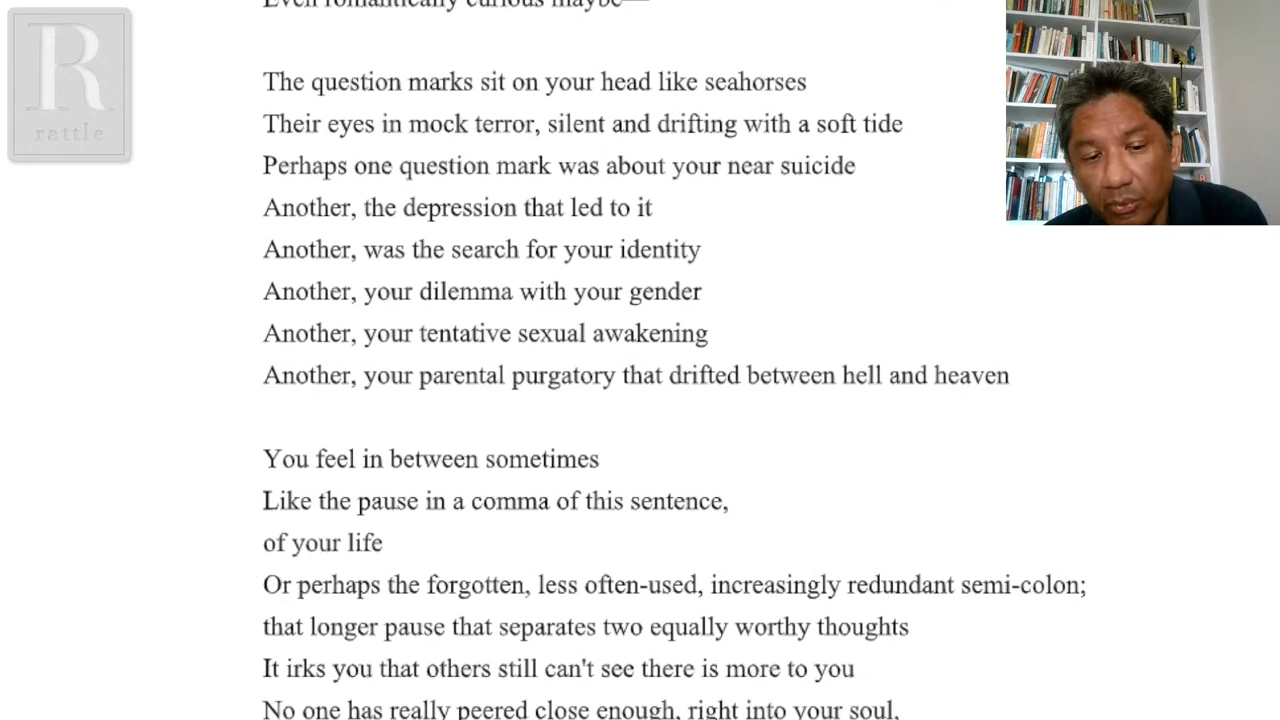 Even romantically curious maybe—
R
rattle
The question marks sit on your head like seahorses
Their eyes in mock terror, silent and drifting with a soft tide
Perhaps one question mark was about your near suicide
Another, the depression that led to it
Another, was the search for your identity
Another, your dilemma with your gender
Another, your tentative sexual awakening
Another, your parental purgatory that drifted between hell and heaven
You feel in between sometimes
Like the pause in a comma of this sentence,
of your life
Or perhaps the forgotten, less often-used, increasingly redundant semi-colon;
that longer pause that separates two equally worthy thoughts
It irks you that others still can't see there is more to you
No one has really peered close enough, right into your soul,